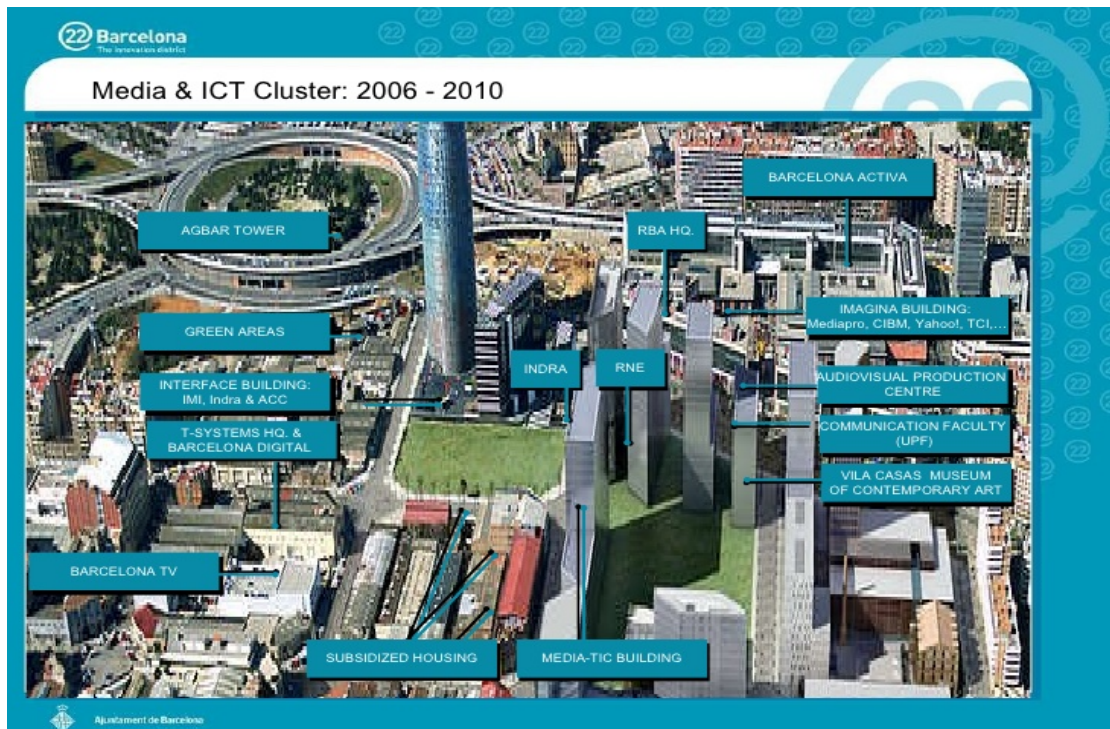 22 Barcelona
The innovation district
Media & ICT Cluster: 2006 - 2010
BARCELONA ACTIVA
AGBAR TOWER
RBA HQ.
GREEN AREAS
IMAGINA BUILDING:
Mediapro, CIBM, Yahoo!, TCI,...
INDRA
RNE
INTERFACE BUILDING:
IMI, Indra & ACC
AUDIOVISUAL PRODUCTION
CENTRE
T-SYSTEMS HQ. &
BARCELONA DIGITAL
COMMUNICATION FACULTY
(UPF)
VILA CASAS MUSEUM
OF CONTEMPORARY ART
BARCELONA TV
SUBSIDIZED HOUSING
MEDIA-TIC BUILDING
Ajuntament de Barcelona